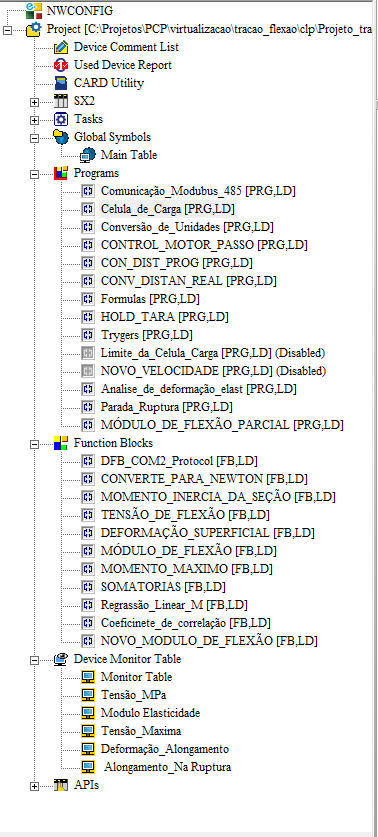 NWCONFIG
Project [C:\Projetos\PCP\virtualizacao\tracao_flexao\clp\Projeto_tra
Device Comment List
Used Device Report
CARD Utility
SX2
Tasks
Global Symbols
Main Table
Programs
Comunicação_Modubus_485 [PRG,LD]
Celula_de_Carga [PRG,LD]
Conversão_de_Unidades [PRG,LD]
CONTROL_MOTOR_PASSO [PRG,LD]
CON_DIST_PROG [PRG,LD]
CONV_DISTAN_REAL [PRG,LD]
Formulas [PRG,LD]
HOLD_TARA [PRG,LD]
Trygers [PRG,LD]
Limite_da_Celula_Carga [PRG,LD] (Disabled)
NOVO_VELOCIDADE [PRG,LD] (Disabled)
Analise_de_deformação_elast [PRG,LD]
Parada_Ruptura [PRG,LD]
MÓDULO_DE_FLEXÃO_PARCIAL [PRG,LD]
Function Blocks
DFB_COM2_Protocol [FB,LD]
CONVERTE_PARA_NEWTON [FB,LD]
MOMENTO_INERCIA_DA_SEÇÃO [FB,LD]
TENSÃO_DE_FLEXÃO [FB,LD]
DEFORMAÇÃO_SUPERFICIAL [FB,LD]
MÓDULO_DE_FLEXÃO [FB,LD]
MOMENTO_MAXIMO [FB,LD]
SOMATORIAS [FB,LD]
Regrassão_Linear_M [FB,LD]
Coeficinete_de_correlação [FB,LD]
NOVO_MODULO_DE_FLEXÃO [FB,LD]
Device Monitor Table
Monitor Table
Tensão_MPa
Modulo Elasticidade
Tensão_Maxima
Deformação_Alongamento
Alongamento_Na Ruptura
APIs